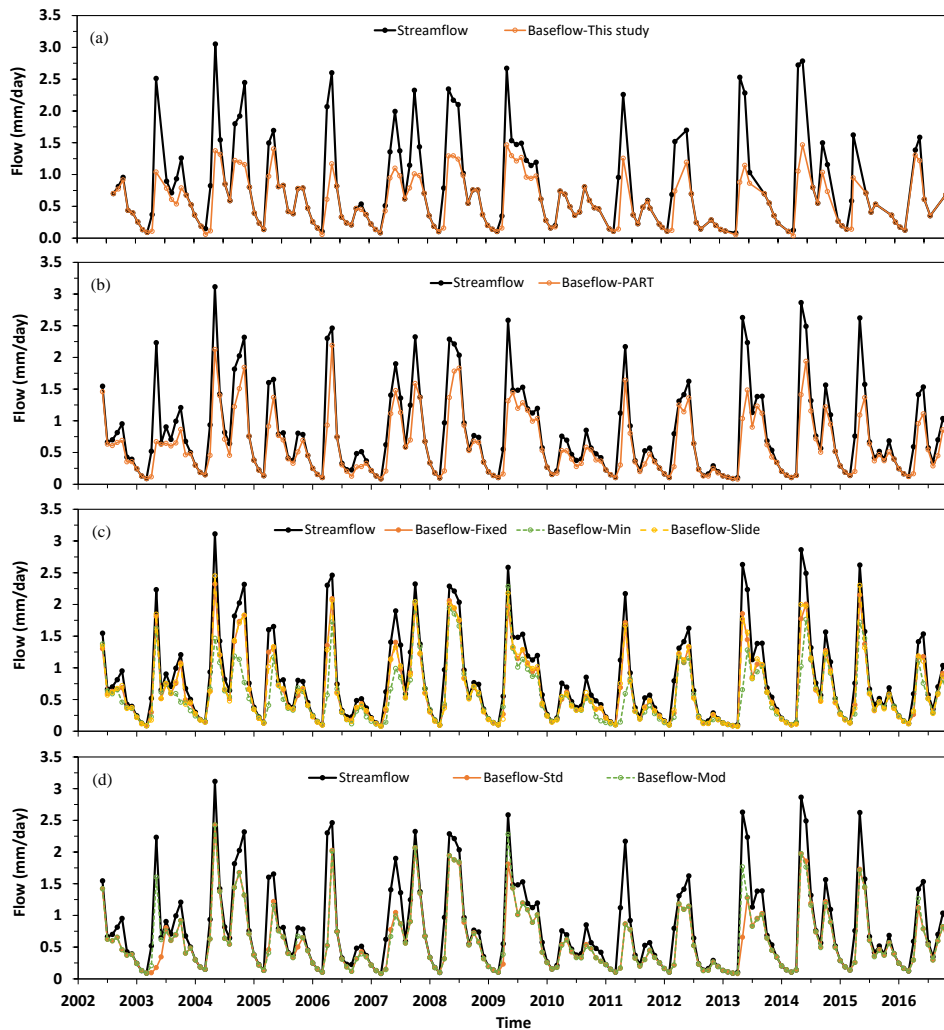 (a)
Streamflow
Baseflow-This study
3.5
3.0
2.5
2.0
1.5
1.0
0.5
0.0
Flow (mm/day)
(b)
Streamflow
Baseflow-PART
3.5
3
2.5
2
1.5
1
0.5
0
Flow (mm/day)
(c)
Streamflow
Baseflow-Fixed
Baseflow-Min
Baseflow-Slide
3.5
3
2.5
2
1.5
1
0.5
0
Flow (mm/day)
(d)
Streamflow
Baseflow-Std
Baseflow-Mod
3.5
3
2.5
2
1.5
1
0.5
0
Flow (mm/day)
2002 2003 2004 2005 2006 2007 2008 2009 2010 2011 2012 2013 2014 2015 2016
Time